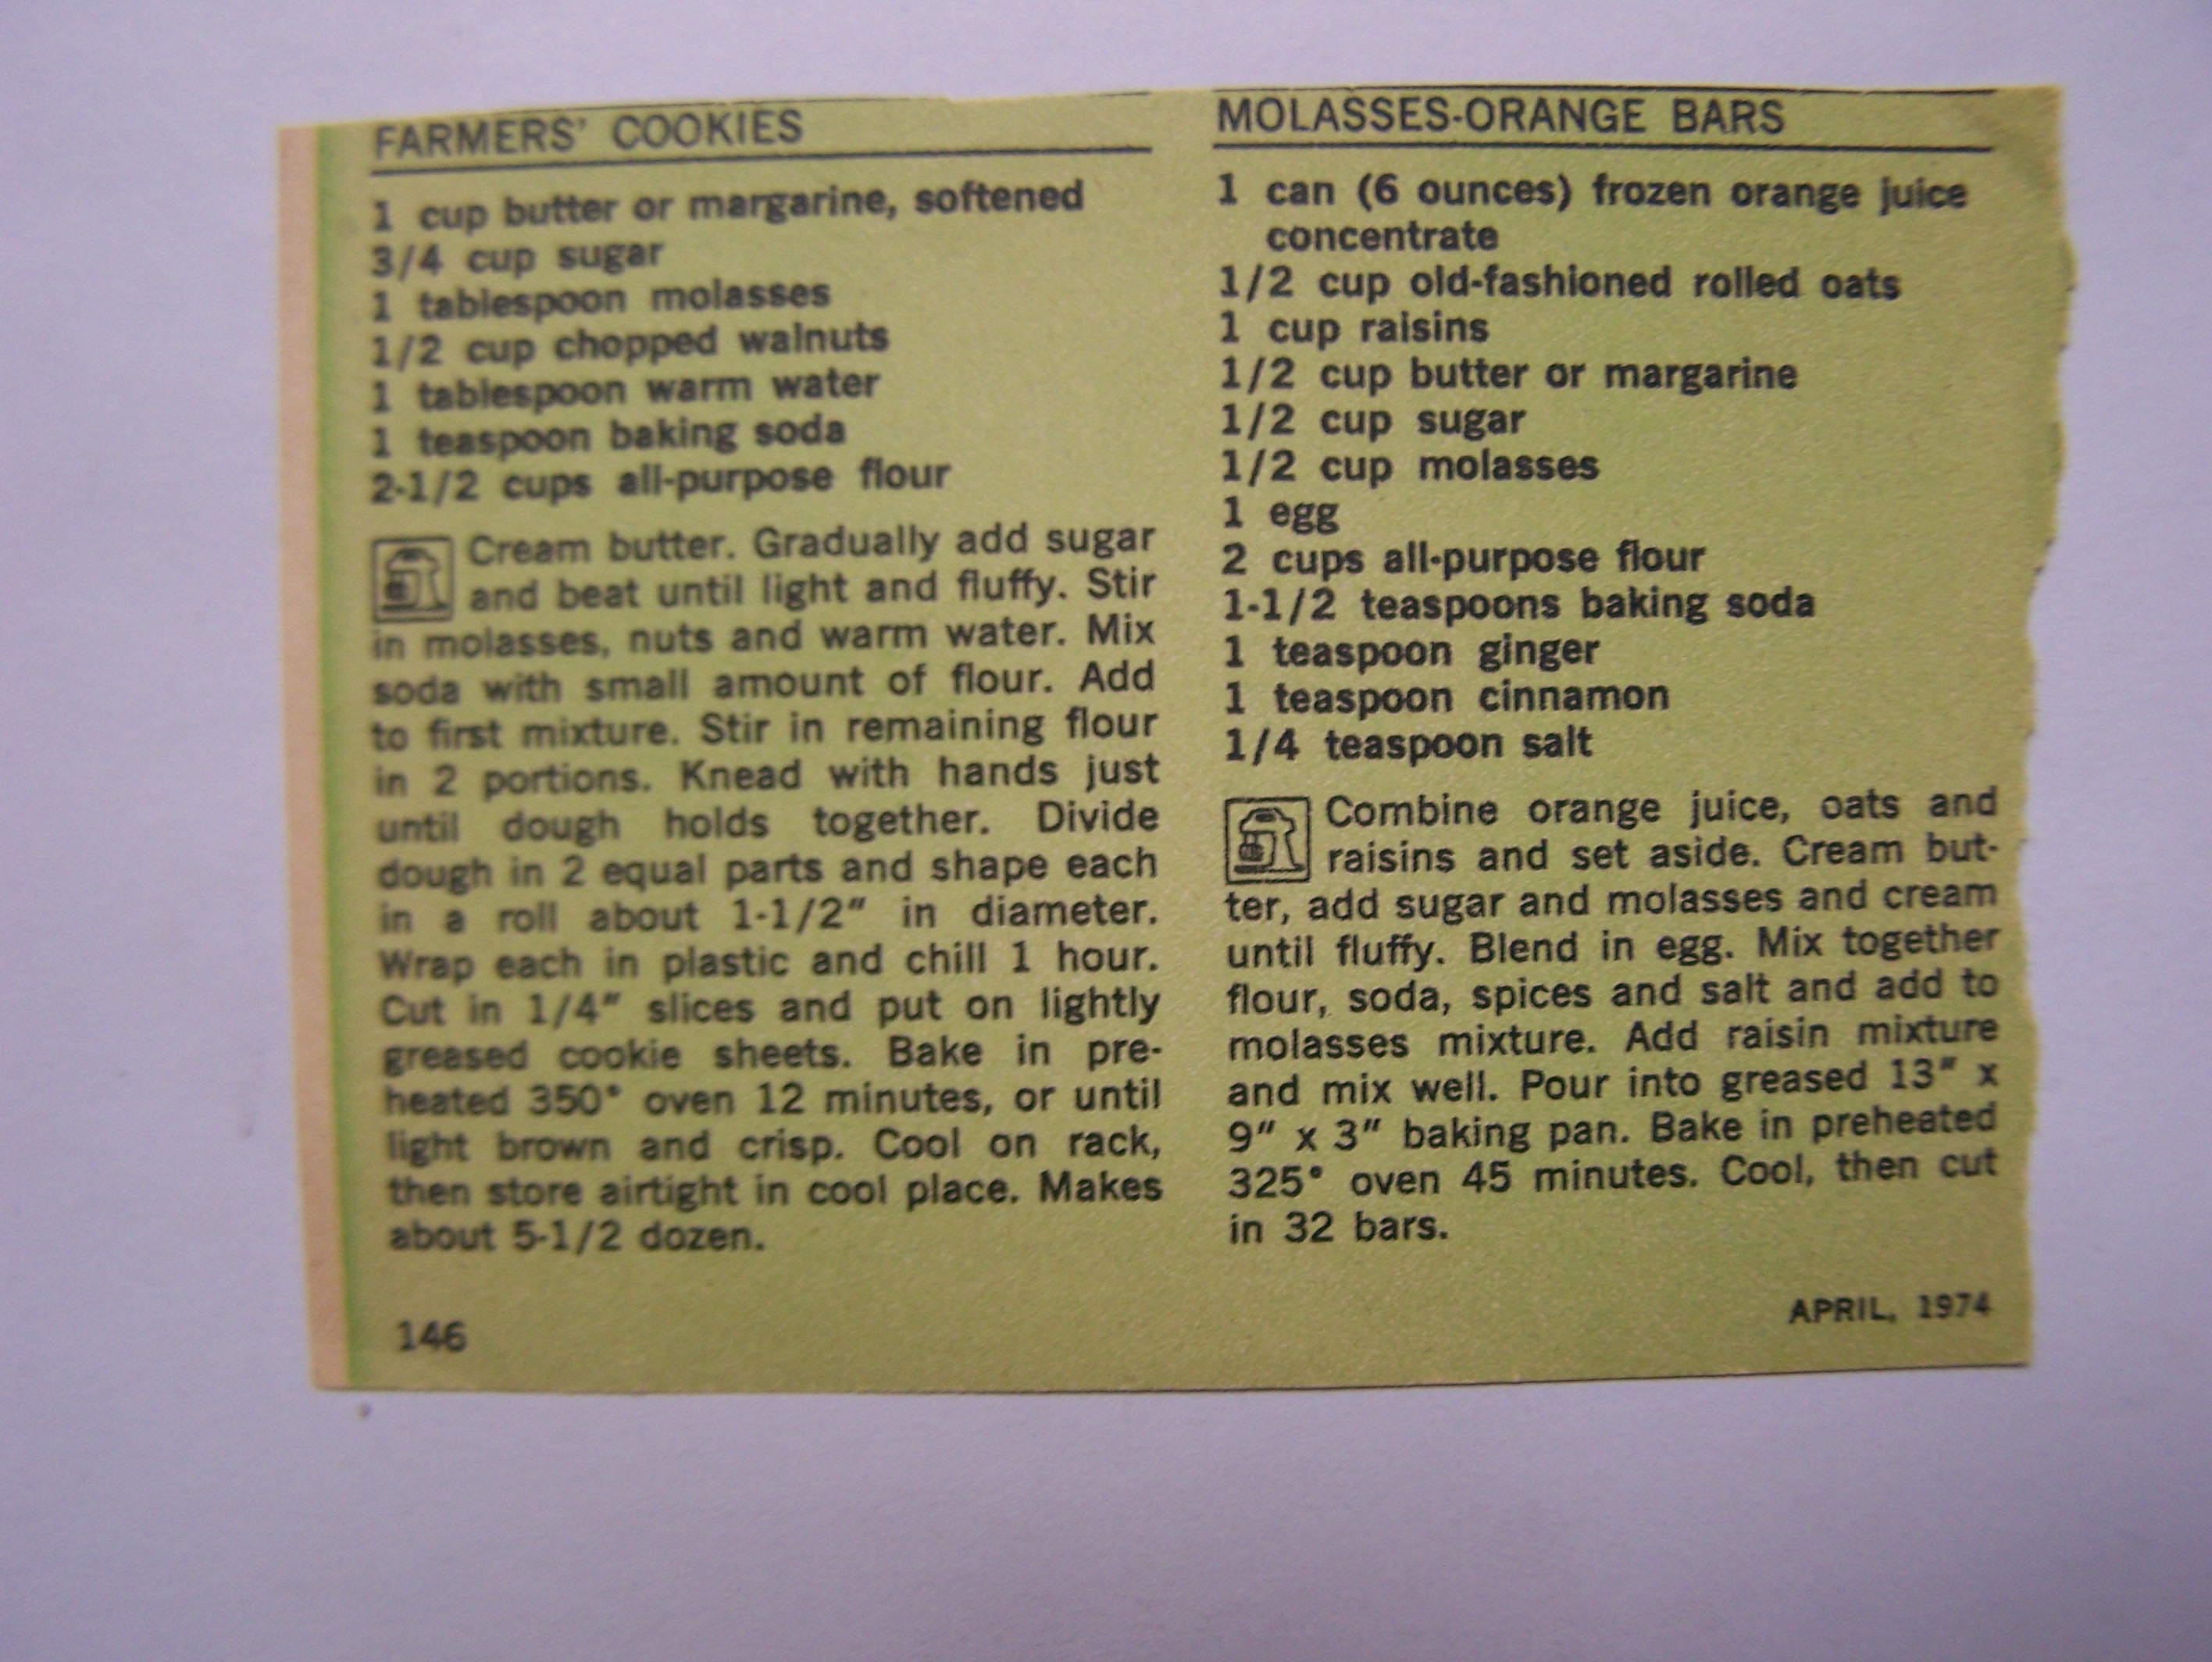 FARMERS' COOKIES
1 cup butter or margarine, softened
3/4 cup sugar
1 tablespoon molasses
1/2 cup chopped walnuts
1 tablespoon warm water
1 teaspoon baking soda
2-1/2 cups all-purpose flour
Cream butter. Gradually add sugar
and beat until light and fluffy. Stir
in molasses, nuts and warm water. Mix
soda with small amount of flour. Add
to first mixture. Stir in remaining flour
in 2 portions. Knead with hands just
until dough holds together. Divide
dough in 2 equal parts and shape each
in a roll about 1-1/2" in diameter.
Wrap each in plastic and chill 1 hour.
Cut in 1/4" slices and put on lightly
greased cookie sheets. Bake in pre-
heated 350° oven 12 minutes, or until
light brown and crisp. Cool on rack,
then store airtight in cool place. Makes
about 5-1/2 dozen.
146
MOLASSES-ORANGE BARS
1 can (6 ounces) frozen orange juice
concentrate
1/2 cup old-fashioned rolled oats
1 cup raisins
1/2 cup butter or margarine
1/2 cup sugar
1/2 cup molasses
1 egg
2 cups all-purpose flour
1-1/2 teaspoons baking soda
1 teaspoon ginger
1 teaspoon cinnamon
1/4 teaspoon salt
Combine orange juice, oats and
raisins and set aside. Cream but-
ter, add sugar and molasses and cream
until fluffy. Blend in egg. Mix together
flour, soda, spices and salt and add to
molasses mixture. Add raisin mixture
and mix well. Pour into greased 13" x
9" x 3" baking pan. Bake in preheated
325° oven 45 minutes. Cool, then cut
in 32 bars.
APRIL, 1974